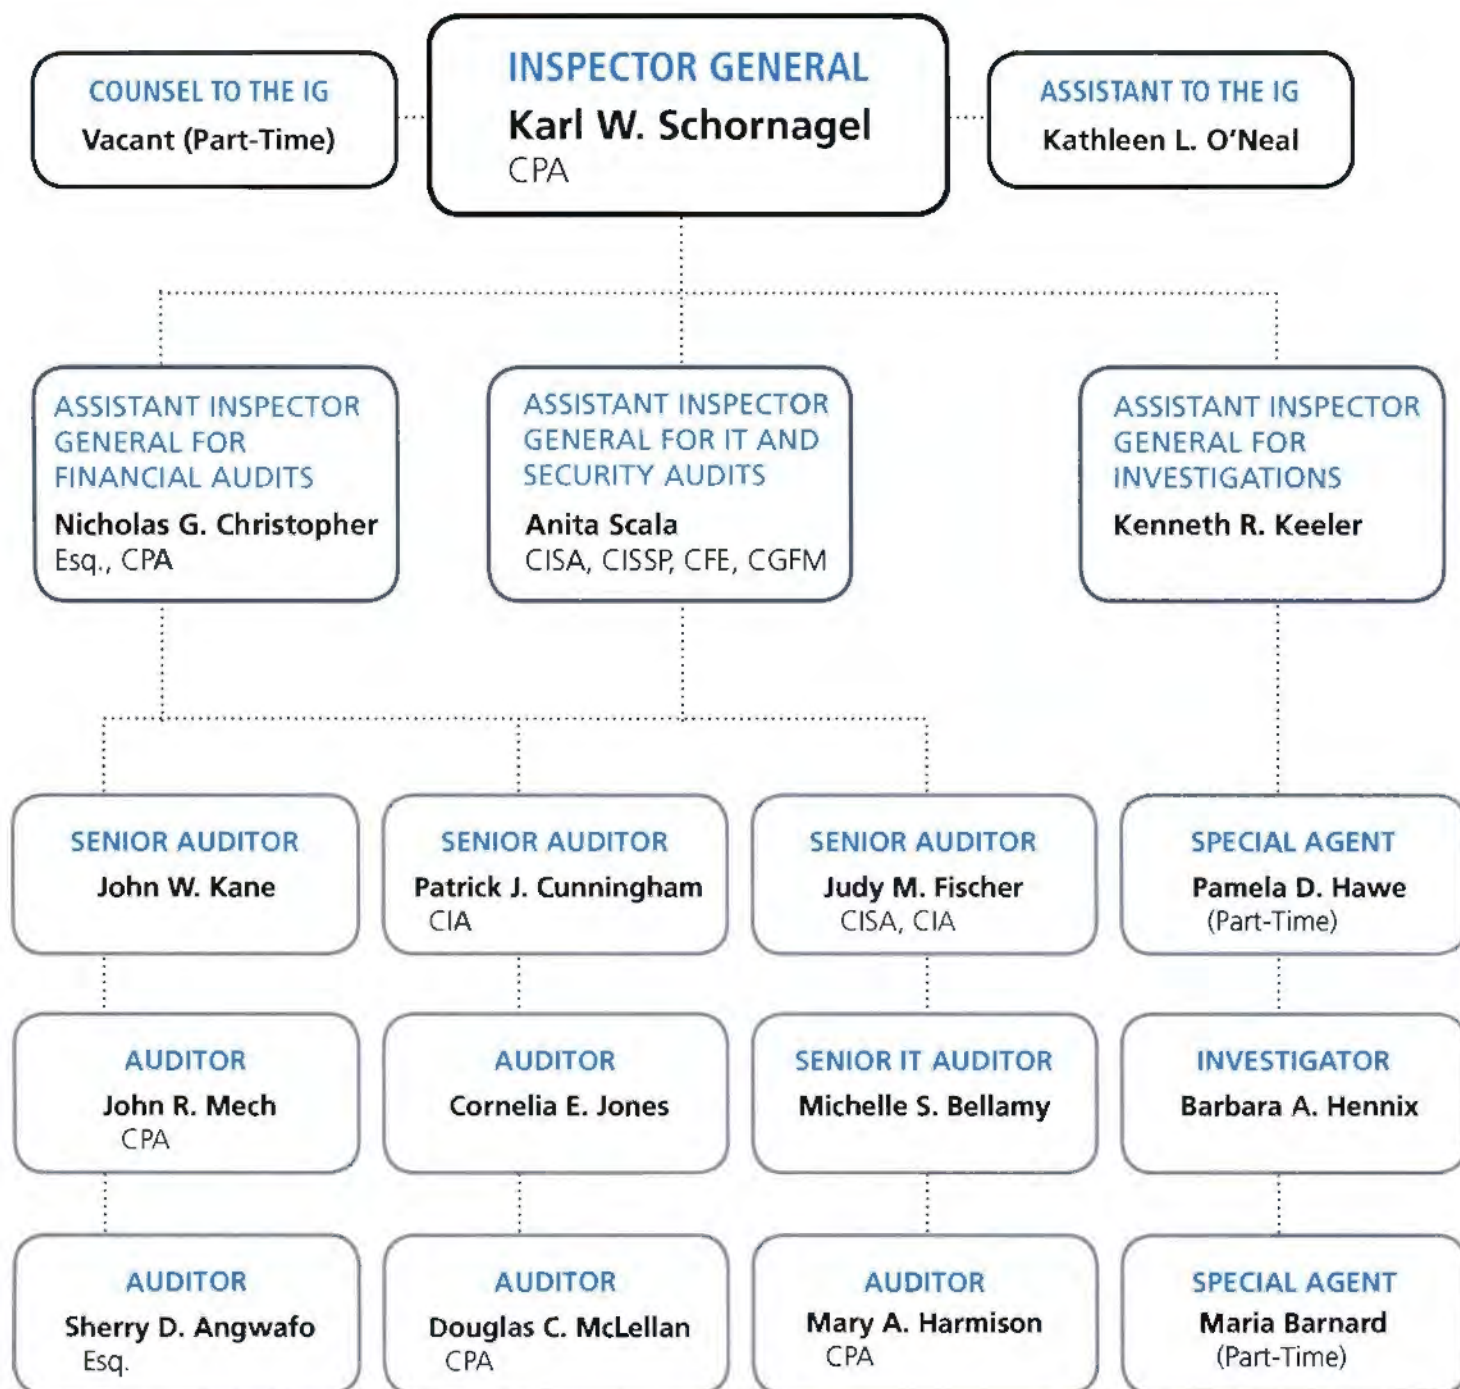 COUNSEL TO THE IG
Vacant (Part-Time)
INSPECTOR GENERAL
Karl W. Schornagel
CPA
ASSISTANT TO THE IG
Kathleen L. O'Neal
ASSISTANT INSPECTOR
GENERAL FOR
FINANCIAL AUDITS
Nicholas G. Christopher
Esq., CPA
ASSISTANT INSPECTOR
GENERAL FOR IT AND
SECURITY AUDITS
Anita Scala
CISA, CISSP, CFE, CGFM
ASSISTANT INSPECTOR
GENERAL FOR
INVESTIGATIONS
Kenneth R. Keeler
SENIOR AUDITOR
John W. Kane
SENIOR AUDITOR
Patrick J. Cunningham
CIA
SENIOR AUDITOR
Judy M. Fischer
CISA, CIA
SPECIAL AGENT
Pamela D. Hawe
(Part-Time)
AUDITOR
John R. Mech
CPA
AUDITOR
Cornelia E. Jones
SENIOR IT AUDITOR
Michelle S. Bellamy
INVESTIGATOR
Barbara A. Hennix
AUDITOR
Sherry D. Angwafo
Esq.
AUDITOR
Douglas C. McLellan
CPA
AUDITOR
Mary A. Harmison
CPA
SPECIAL AGENT
Maria Barnard
(Part-Time)